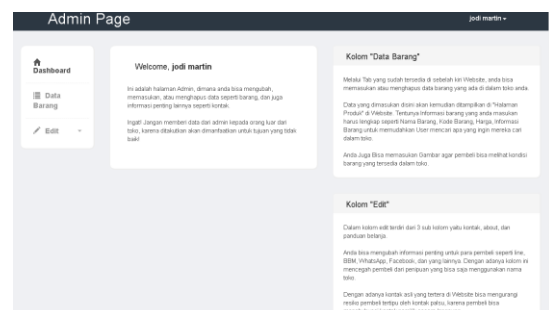 Admin Page
jodi martin
Dashboard
Data
Barang
Edit
Welcome, jodi martin
Ini adalah halaman Admin, dimana anda bisa mengubah,
memasukan, atau menghapus data seperti barang, dan juga
informasi penting lainnya seperti kontak.
Ingat! Jangan memberi data dari admin kepada orang luar dari
toko, karena ditakutkan akan dimanfaatkan untuk tujuan yang tidak
baik!
Kolom "Data Barang"
Melalui Tab yang sudah tersedia di sebelah kiri Website, anda bisa
memasukan atau menghapus data barang yang ada di dalam toko anda.
Data yang dimasukan disini akan kemudian ditampilkan di "Halaman
Produk" di Website. Tentunya Informasi barang yang anda masukan
harus lengkap seperti Nama Barang, Kode Barang, Harga, Informasi
Barang untuk memudahkan User mencari apa yang ingin mereka cari
dalam toko.
Anda Juga Bisa memasukan Gambar agar pembeli bisa melihat kondisi
barang yang tersedia dalam toko.
Kolom "Edit"
Dalam kolom edit terdiri dari 3 sub kolom yaitu kontak, about, dan
panduan belanja.
Anda bisa mengubah informasi penting untuk para pembeli seperti line,
BBM, WhatsApp, Facebook, dan yang lainnya. Dengan adanya kolom ini
mencegah pembeli dari penipuan yang bisa saja menggunakan nama
toko.
Dengan adanya kontak asli yang tertera di Website bisa mengurangi
resiko pembeli tertipu oleh kontak palsu, karena pembeli bisa